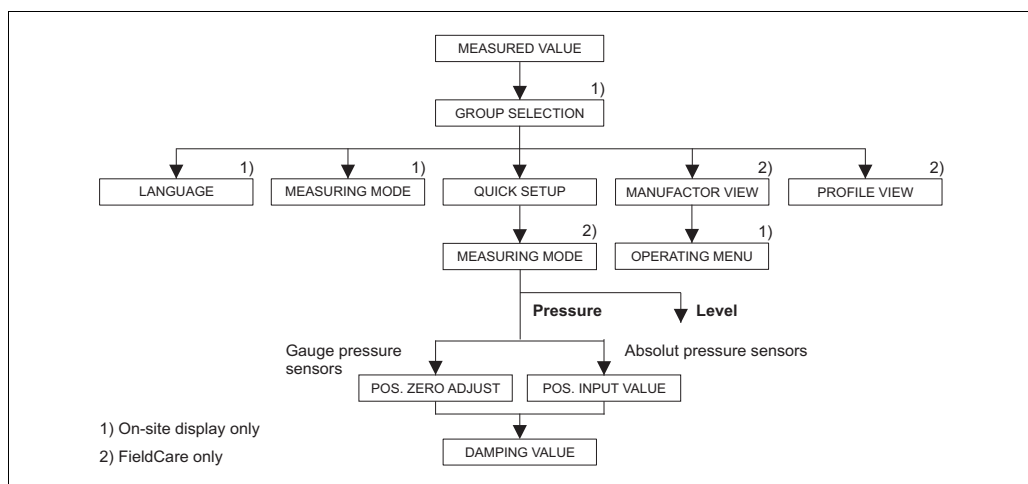 MEASURED VALUE
1)
GROUP SELECTION
1)
1)
2)
2)
LANGUAGE
MEASURING MODE
QUICK SETUP
MANUFACTOR VIEW
PROFILE VIEW
2)
1)
MEASURING MODE
OPERATING MENU
Pressure
Level
Gauge pressure
sensors
Absolut pressure sensors
POS. ZERO ADJUST
POS. INPUT VALUE
1) On-site display only
DAMPING VALUE
2) FieldCare only